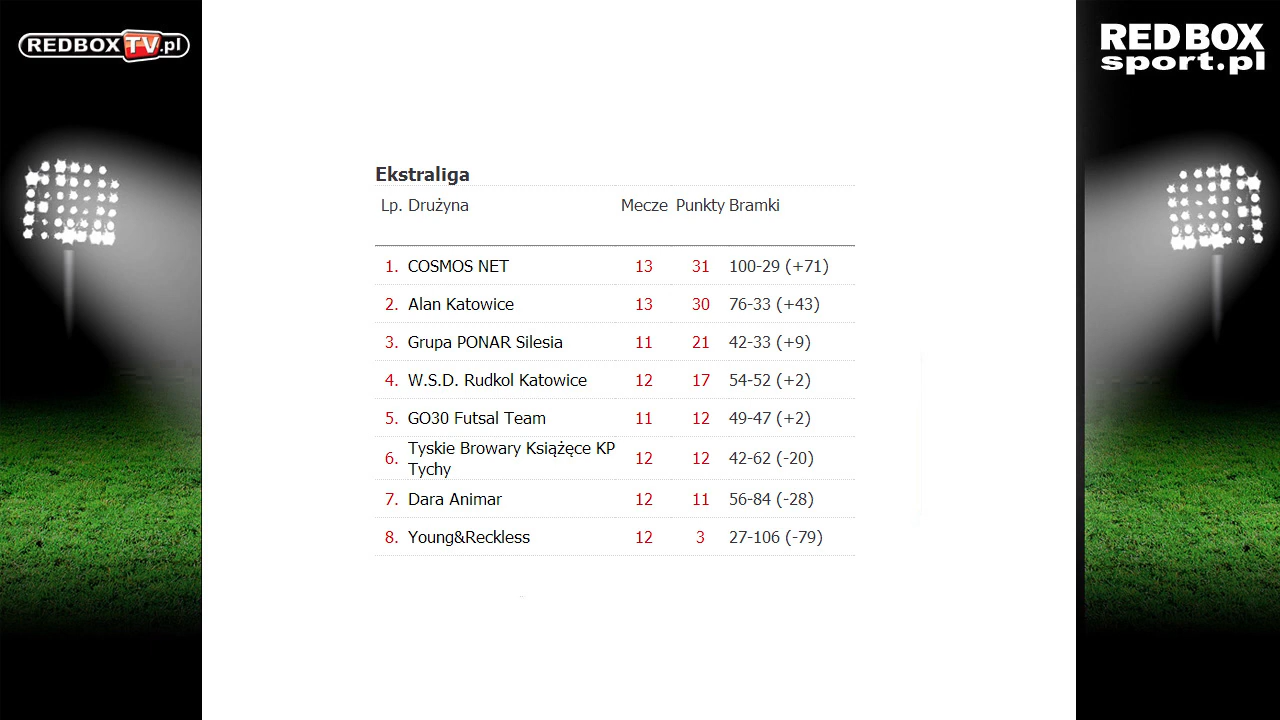 REDBOXTV.pl
RED BOX
sport.pl
Ekstraliga
Lp. Drużyna Mecze Punkty Bramki
1. COSMOS NET 13 31 100-29 (+71)
2. Alan Katowice 13 30 76-33 (+43)
3. Grupa PONAR Silesia 11 21 42-33 (+9)
4. W.S.D. Rudkol Katowice 12 17 54-52 (+2)
5. GO30 Futsal Team 11 12 49-47 (+2)
6. Tyskie Browary Książęce KP
Tychy 12 12 42-62 (-20)
7. Dara Animar 12 11 56-84 (-28)
8. Young&Reckless 12 3 27-106 (-79)